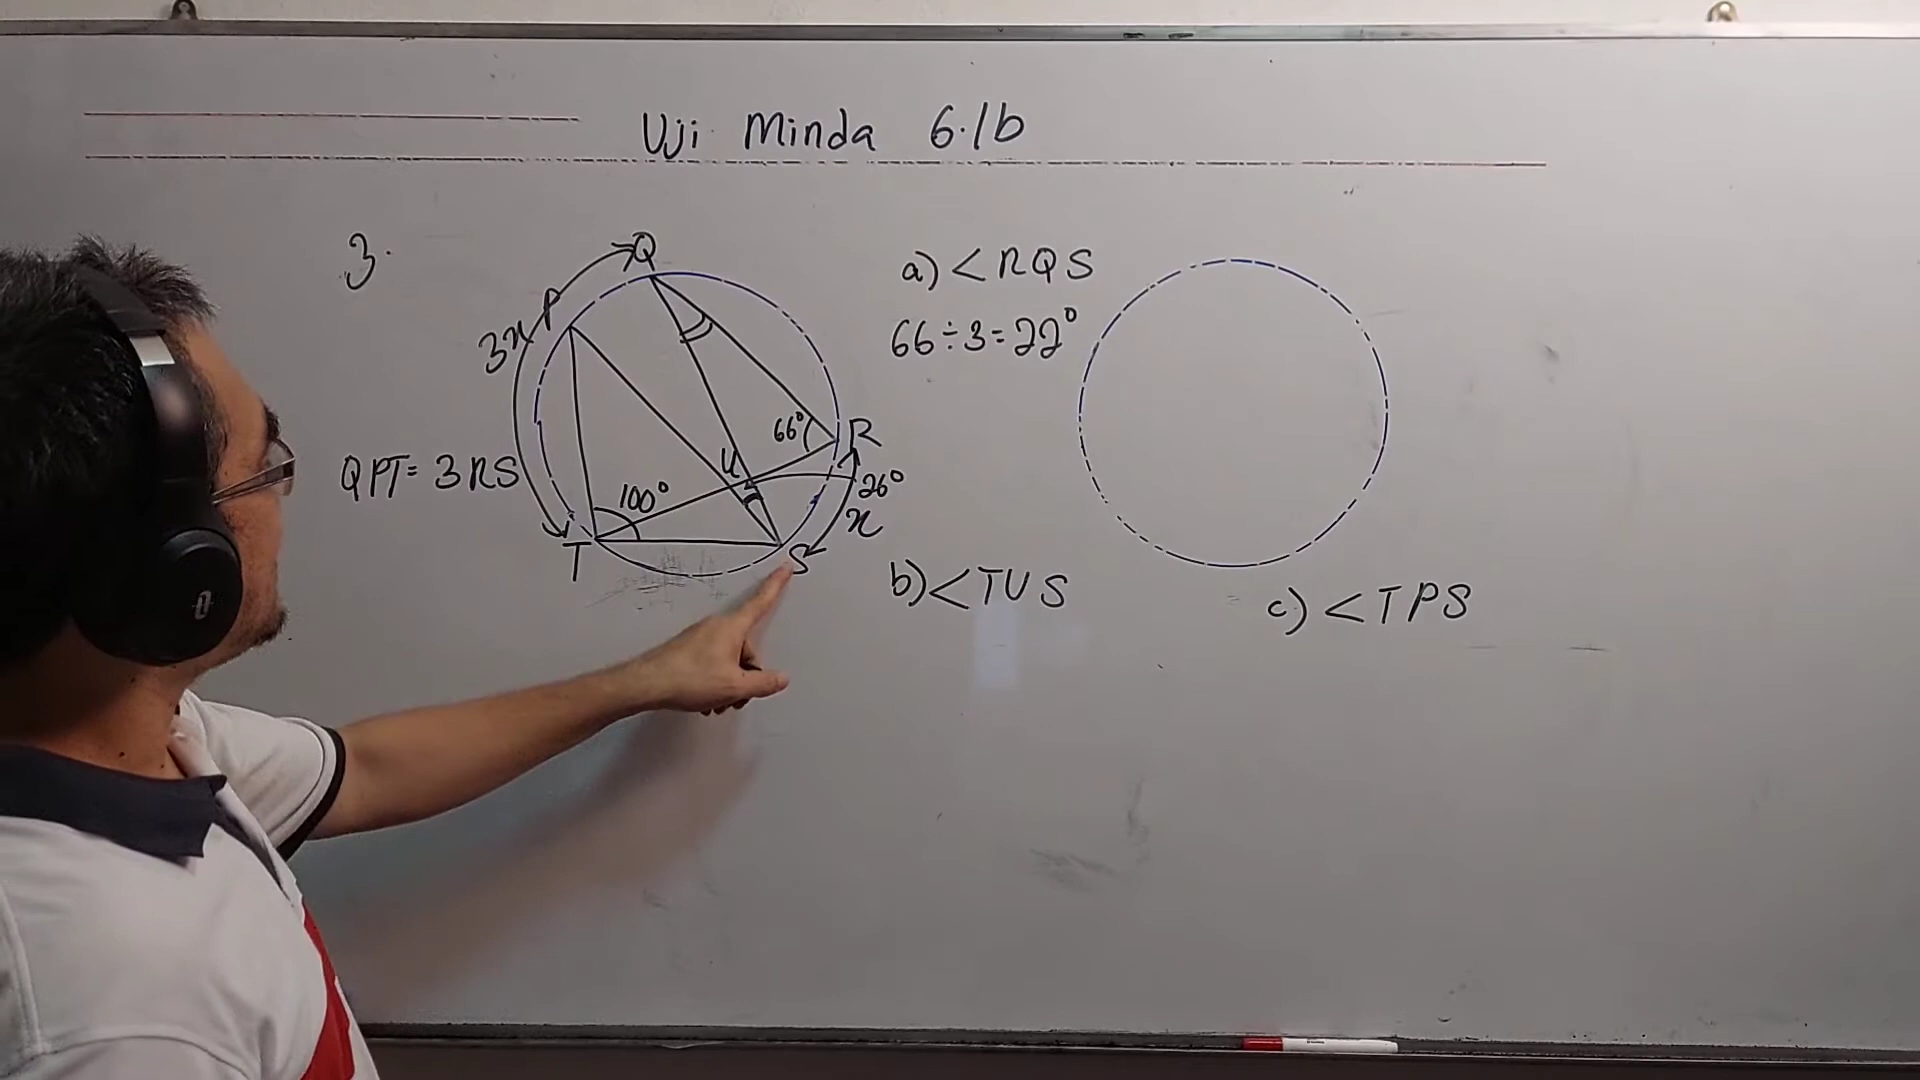 Uji Minda 6.1b
3.
Q
P
3x
QPT= 3RS
66°
R
U
26°
x
100°
T
S
a) <RQS
66÷3=22°
b) <TUS
c) <TPS